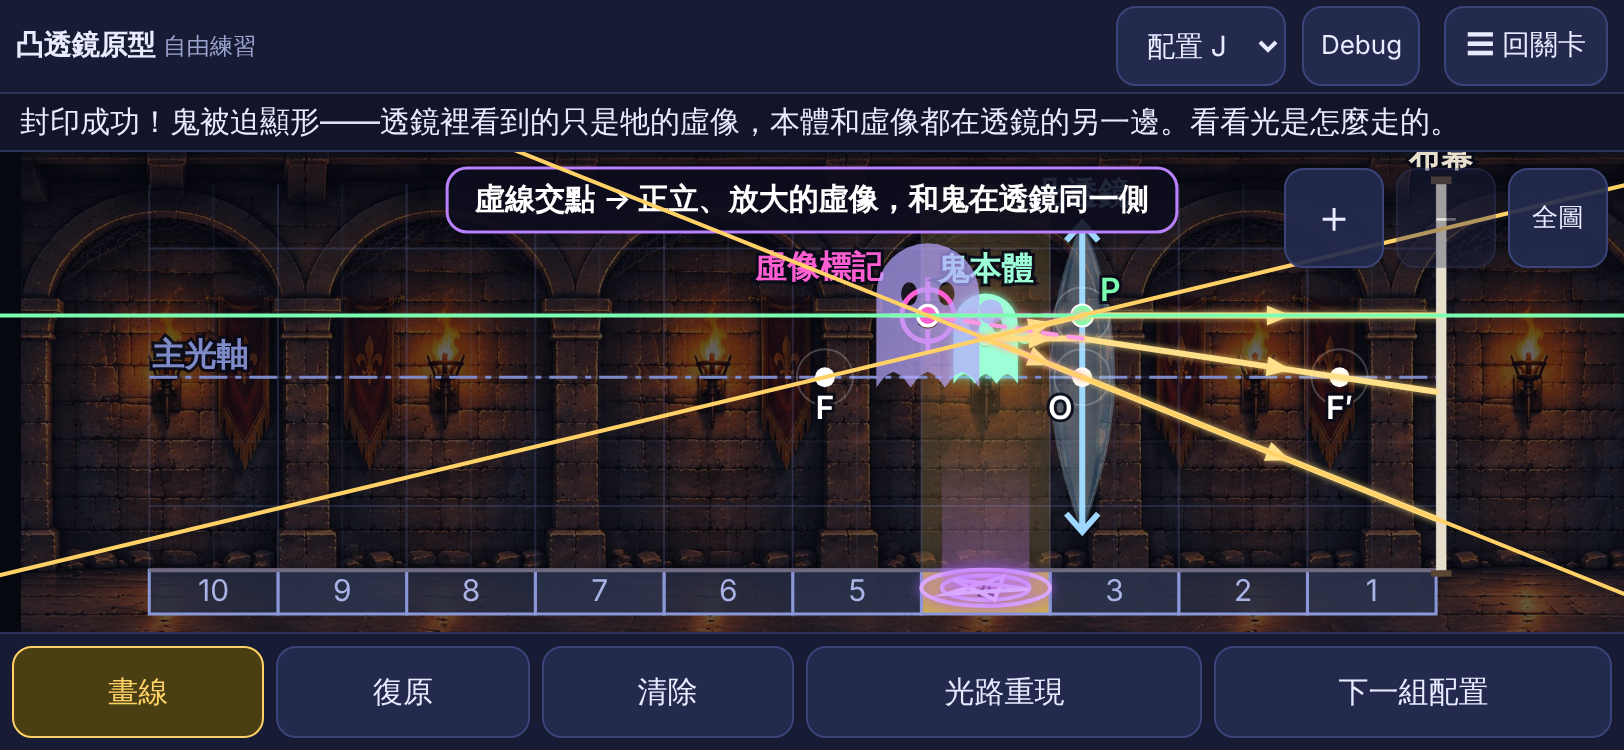 凸透鏡原型 自由練習
配置 J
Debug
☰ 回關卡
封印成功！鬼被迫顯形——透鏡裡看到的只是牠的虛像，本體和虛像都在透鏡的另一邊。看看光是怎麼走的。
布幕
虛線交點 → 正立、放大的虛像，和鬼在透鏡同一側
+
−
全圖
虛像標記
鬼本體
P
主光軸
F
O
F′
10 9 8 7 6 5 3 2 1
畫線
復原
清除
光路重現
下一組配置